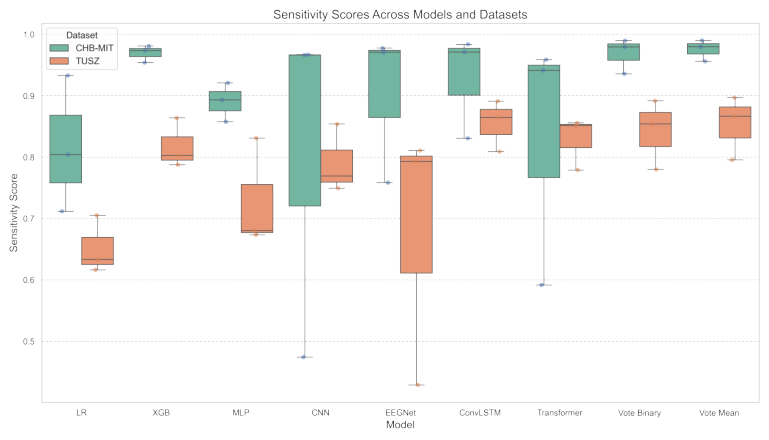 Sensitivity Scores Across Models and Datasets
Dataset
CHB-MIT
TUSZ
Sensitivity Score
1.0
0.9
0.8
0.7
0.6
0.5
LR XGB MLP CNN EEGNet ConvLSTM Transformer Vote Binary Vote Mean
Model